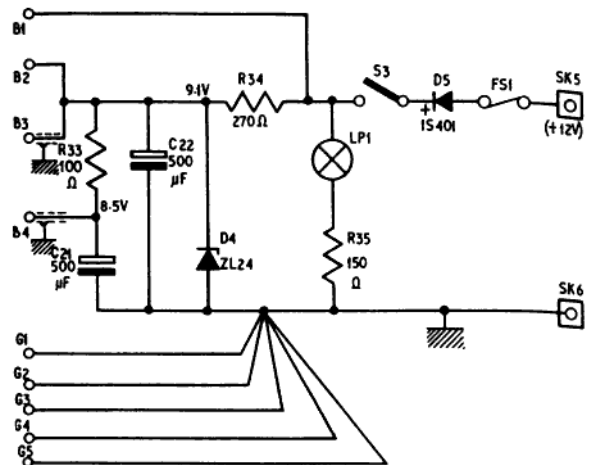 B1
B2
B3
B4
9.1V
R34
270Ω
S3
D5
+
1S401
FS1
SK5
(+12V)
LP1
C22
500
µF
R33
100
Ω
8.5V
C21
500
µF
D4
ZL24
R35
150
Ω
SK6
G1
G2
G3
G4
G5